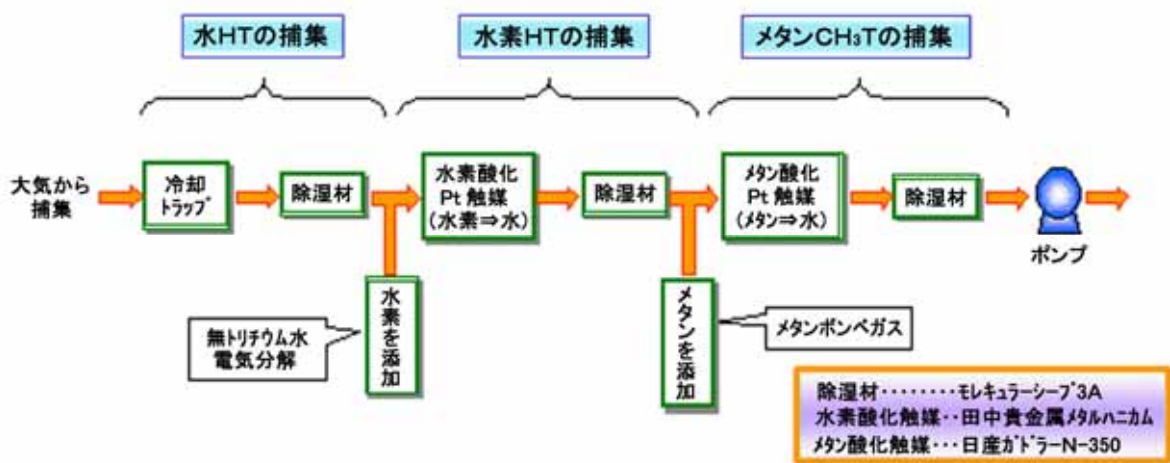 水HTの捕集
水素HTの捕集
メタンCH₃Tの捕集
大気から
捕集
冷却
トラップ
除湿材
水素酸化
Pt 触媒
(水素⇒水)
除湿材
メタン酸化
Pt 触媒
(メタン⇒水)
除湿材
ポンプ
無トリチウム水
電気分解
水素を添加
メタンを添加
メタンボンベガス
除湿材‥‥‥‥モレキュラーシーブ3A
水素酸化触媒‥田中貴金属メタルハニカム
メタン酸化触媒‥・日産ガドラーN-350